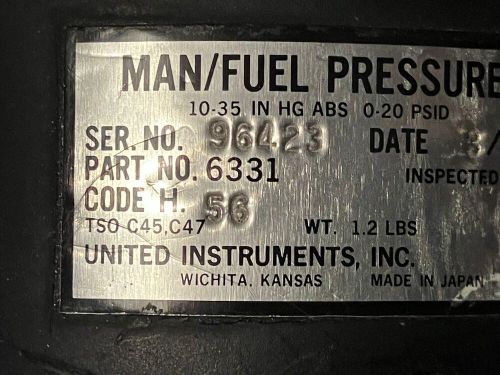 MAN/FUEL PRESSURE
10-35 IN HG ABS 0-20 PSID
SER. NO. 96423 DATE
PART NO. 6331 INSPECTED
CODE H. 56
TSO C45,C47 WT. 1.2 LBS
UNITED INSTRUMENTS, INC.
WICHITA, KANSAS MADE IN JAPAN